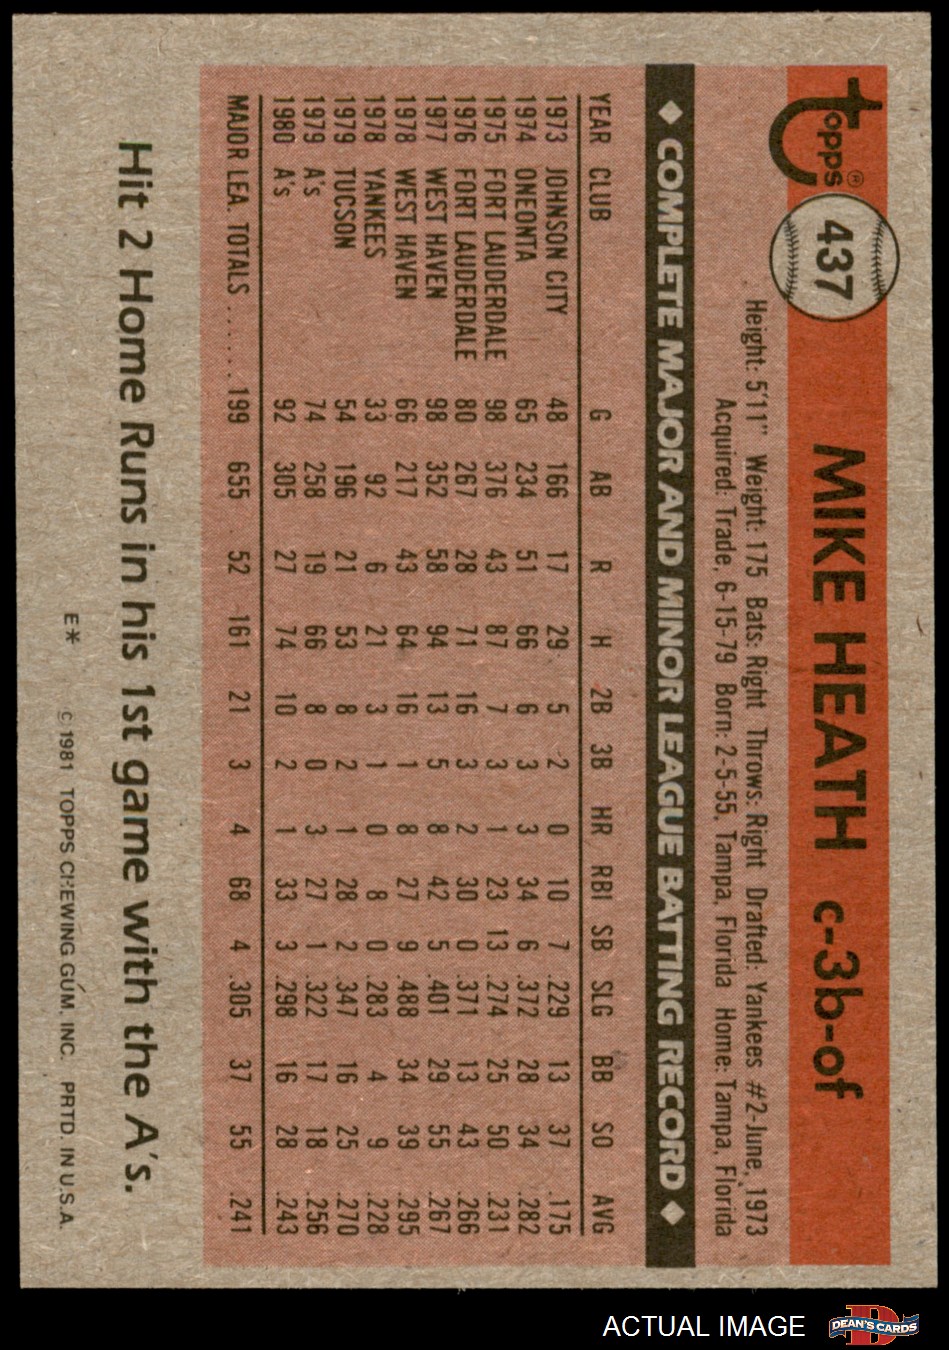 topps®
437
MIKE HEATH c-3b-of
Height: 5'11" Weight: 175 Bats: Right Throws: Right Drafted: Yankees #2-June, 1973
Acquired: Trade, 6-15-79 Born: 2-5-55, Tampa, Florida Home: Tampa, Florida
◆ COMPLETE MAJOR AND MINOR LEAGUE BATTING RECORD ◆
YEAR CLUB G AB R H 2B 3B HR RBI SB SLG BB SO AVG
1973 JOHNSON CITY 48 166 17 29 5 2 0 10 7 .229 13 37 .175
1974 ONEONTA 65 234 51 66 6 3 3 34 6 .372 28 34 .282
1975 FORT LAUDERDALE 98 376 43 87 7 3 1 23 13 .274 25 50 .231
1976 FORT LAUDERDALE 80 267 28 71 16 3 2 30 0 .371 13 43 .266
1977 WEST HAVEN 98 352 58 94 13 5 8 42 5 .401 29 55 .267
1978 WEST HAVEN 66 217 43 64 16 1 8 27 9 .488 34 39 .295
1978 YANKEES 33 92 6 21 3 1 0 8 0 .283 4 9 .228
1979 TUCSON 54 196 21 53 8 2 1 28 2 .347 16 25 .270
1979 A's 74 258 19 66 8 0 3 27 1 .322 17 18 .256
1980 A's 92 305 27 74 10 2 1 33 3 .298 16 28 .243
MAJOR LEA. TOTALS ...... 199 655 52 161 21 3 4 68 4 .305 37 55 .241
Hit 2 Home Runs in his 1st game with the A's.
E* © 1981 TOPPS CHEWING GUM, INC. PRTD. IN U.S.A.
ACTUAL IMAGE
D
DEAN'S CARDS